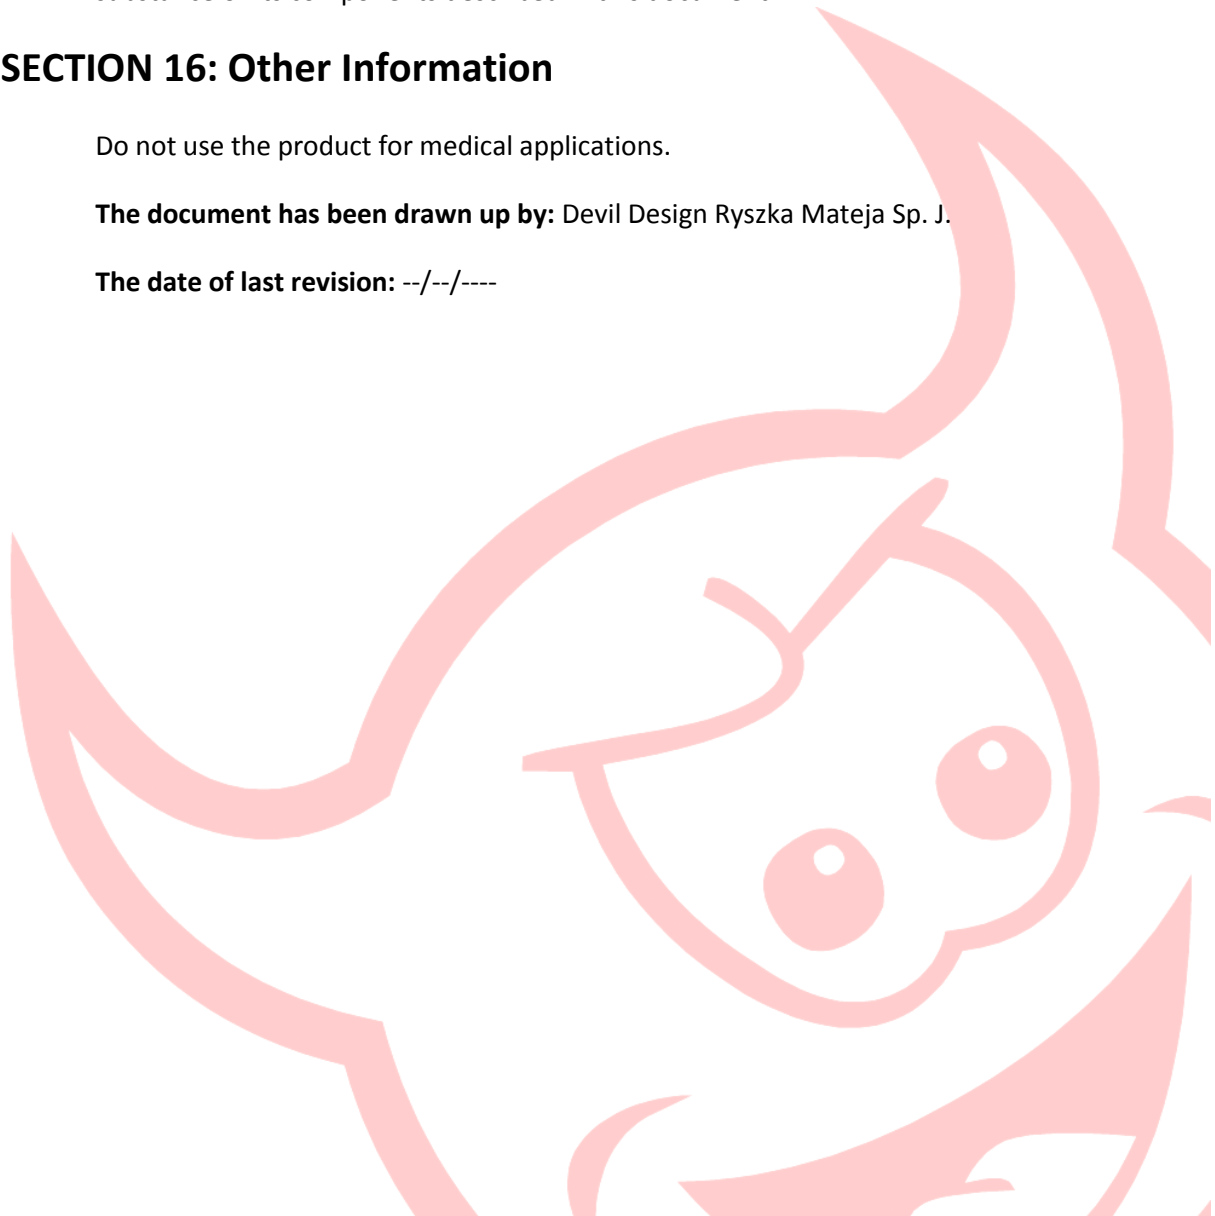 SECTION 16: Other Information
Do not use the product for medical applications.
The document has been drawn up by: Devil Design Ryszka Mateja Sp. J.
The date of last revision: --/--/----